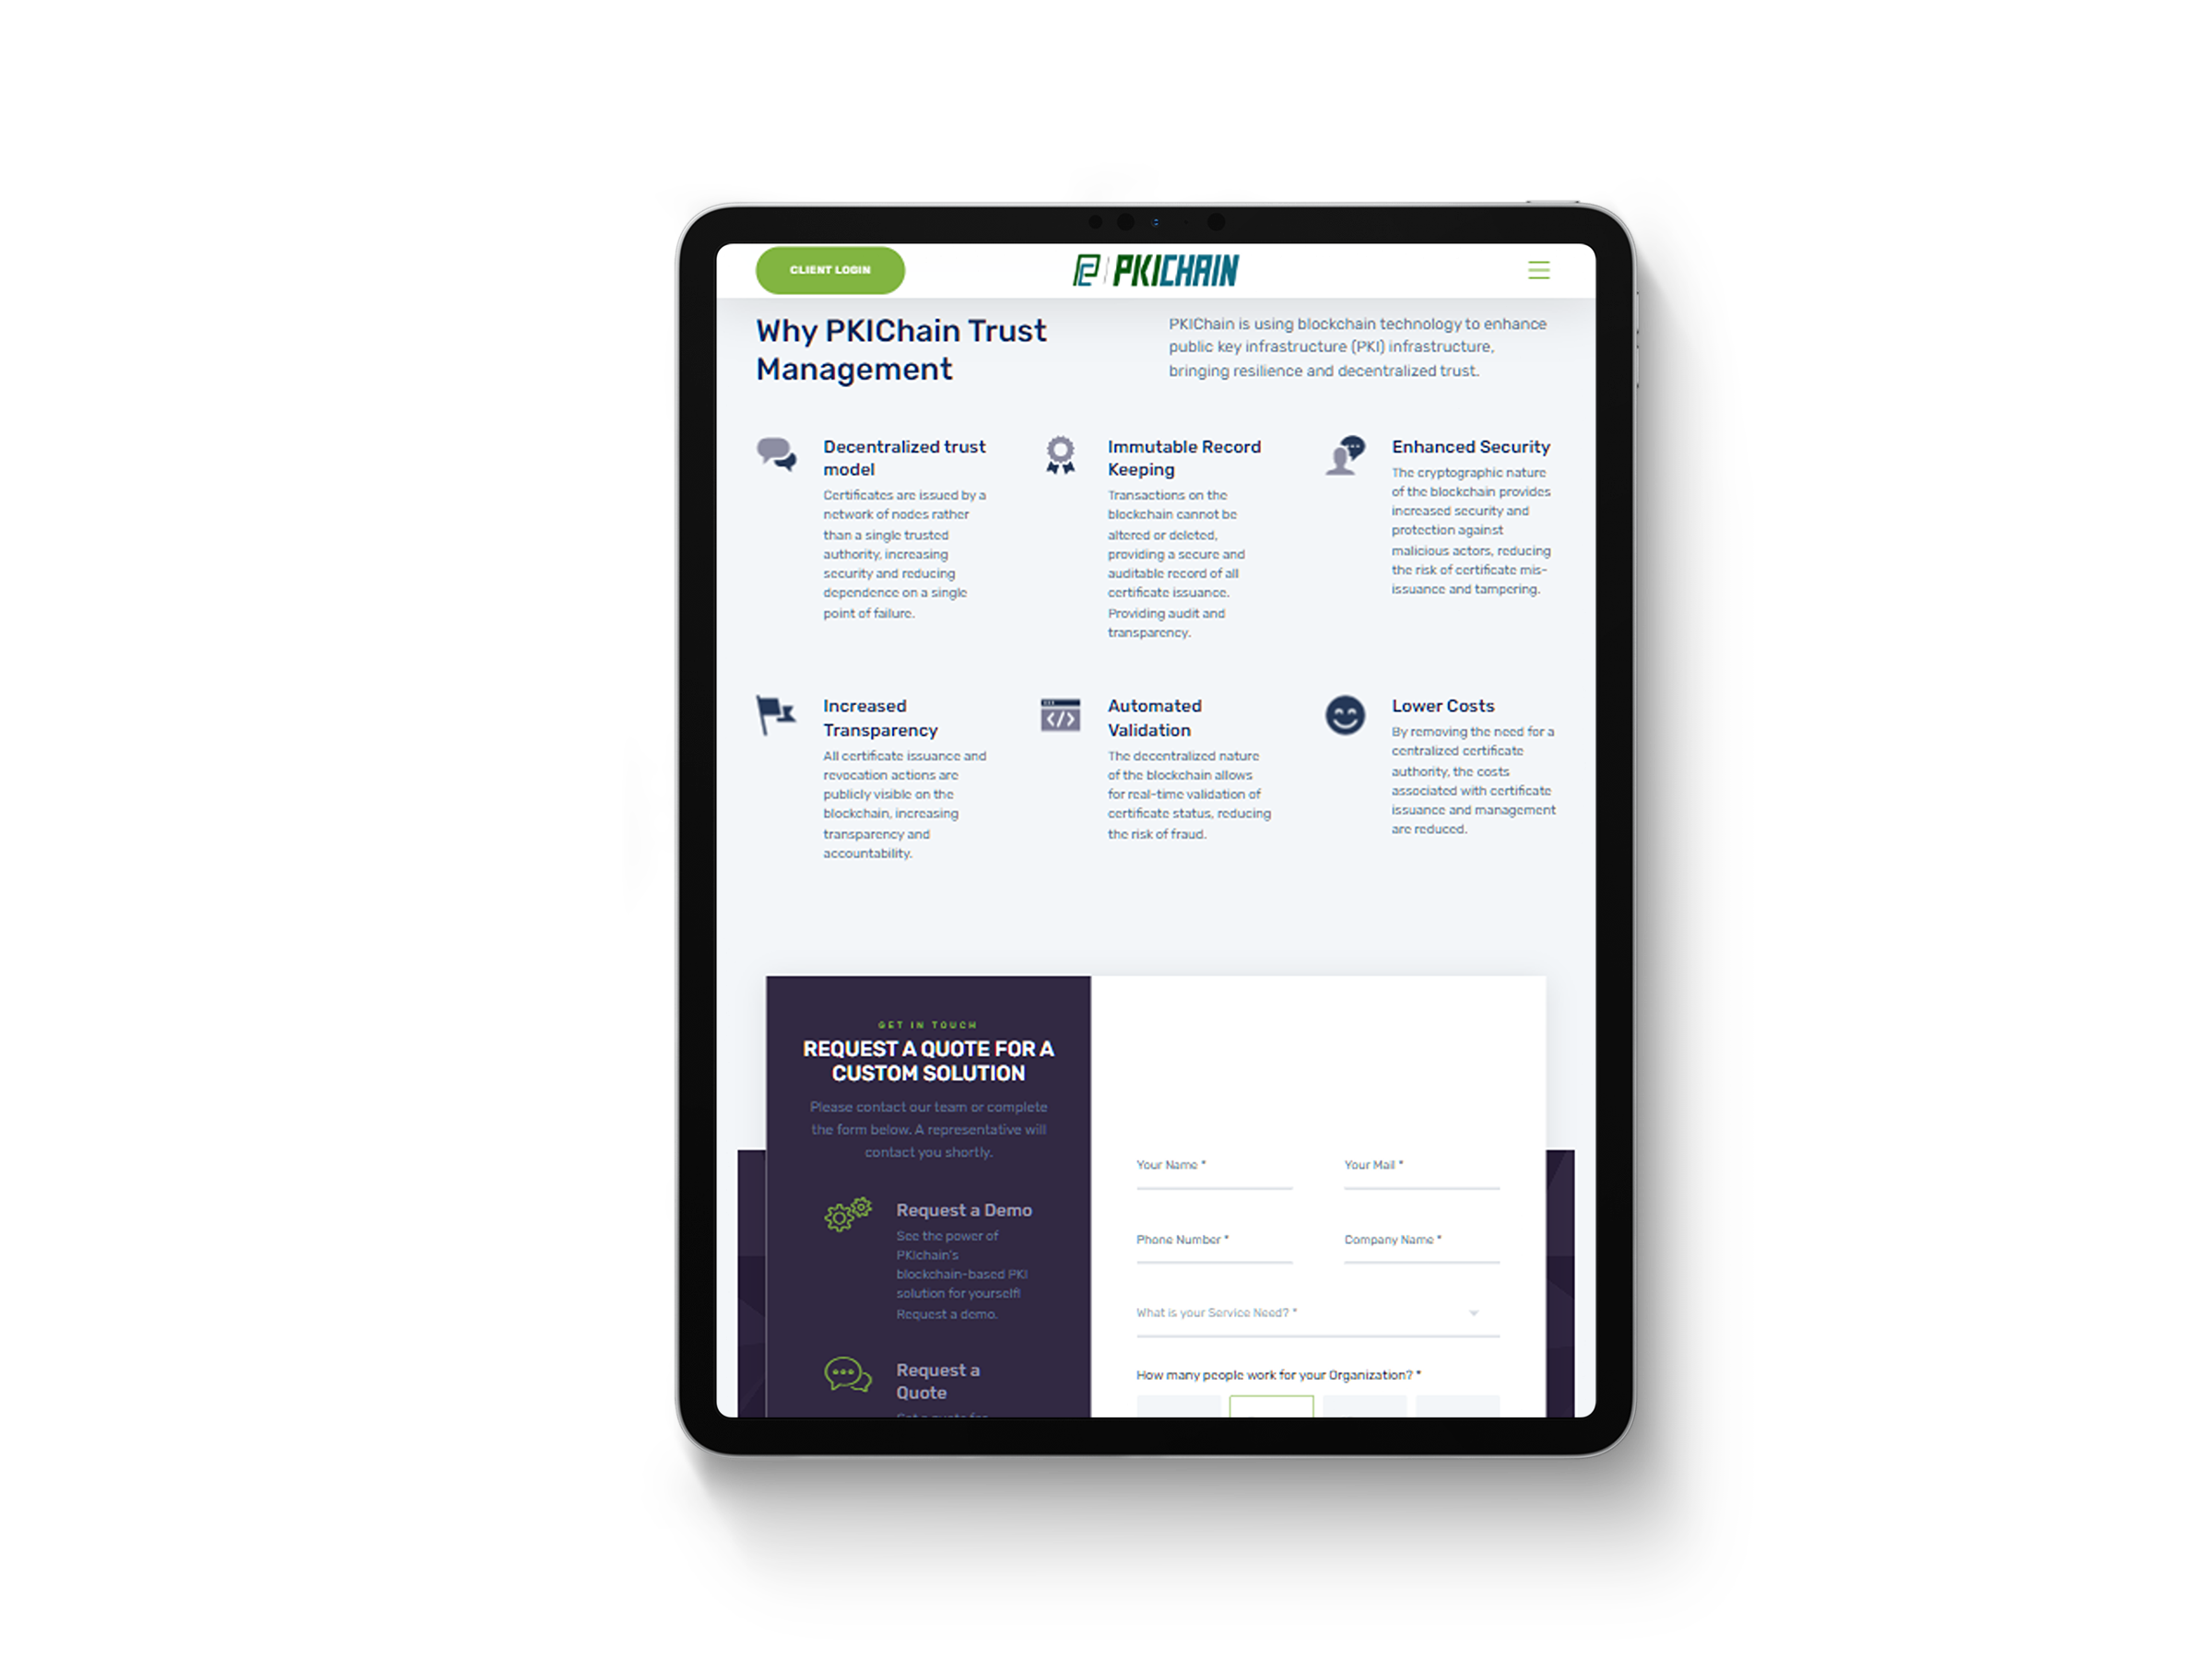 CLIENT LOGIN
PKICHAIN
Why PKIChain Trust
Management
PKIChain is using blockchain technology to enhance
public key infrastructure (PKI) infrastructure,
bringing resilience and decentralized trust.
Decentralized trust
model
Certificates are issued by a
network of nodes rather
than a single trusted
authority, increasing
security and reducing
dependence on a single
point of failure.
Immutable Record
Keeping
Transactions on the
blockchain cannot be
altered or deleted,
providing a secure and
auditable record of all
certificate issuance.
Providing audit and
transparency.
Enhanced Security
The cryptographic nature
of the blockchain provides
increased security and
protection against
malicious actors, reducing
the risk of certificate mis-
issuance and tampering.
Increased
Transparency
All certificate issuance and
revocation actions are
publicly visible on the
blockchain, increasing
transparency and
accountability.
Automated
Validation
The decentralized nature
of the blockchain allows
for real-time validation of
certificate status, reducing
the risk of fraud.
Lower Costs
By removing the need for a
centralized certificate
authority, the costs
associated with certificate
issuance and management
are reduced.
GET IN TOUCH
REQUEST A QUOTE FOR A
CUSTOM SOLUTION
Please contact our team or complete
the form below. A representative will
contact you shortly.
Request a Demo
See the power of
PKIchain's
blockchain-based PKI
solution for yourself!
Request a demo.
Request a
Quote
Your Name *
Your Mail *
Phone Number *
Company Name *
What is your Service Need? *
How many people work for your Organization? *